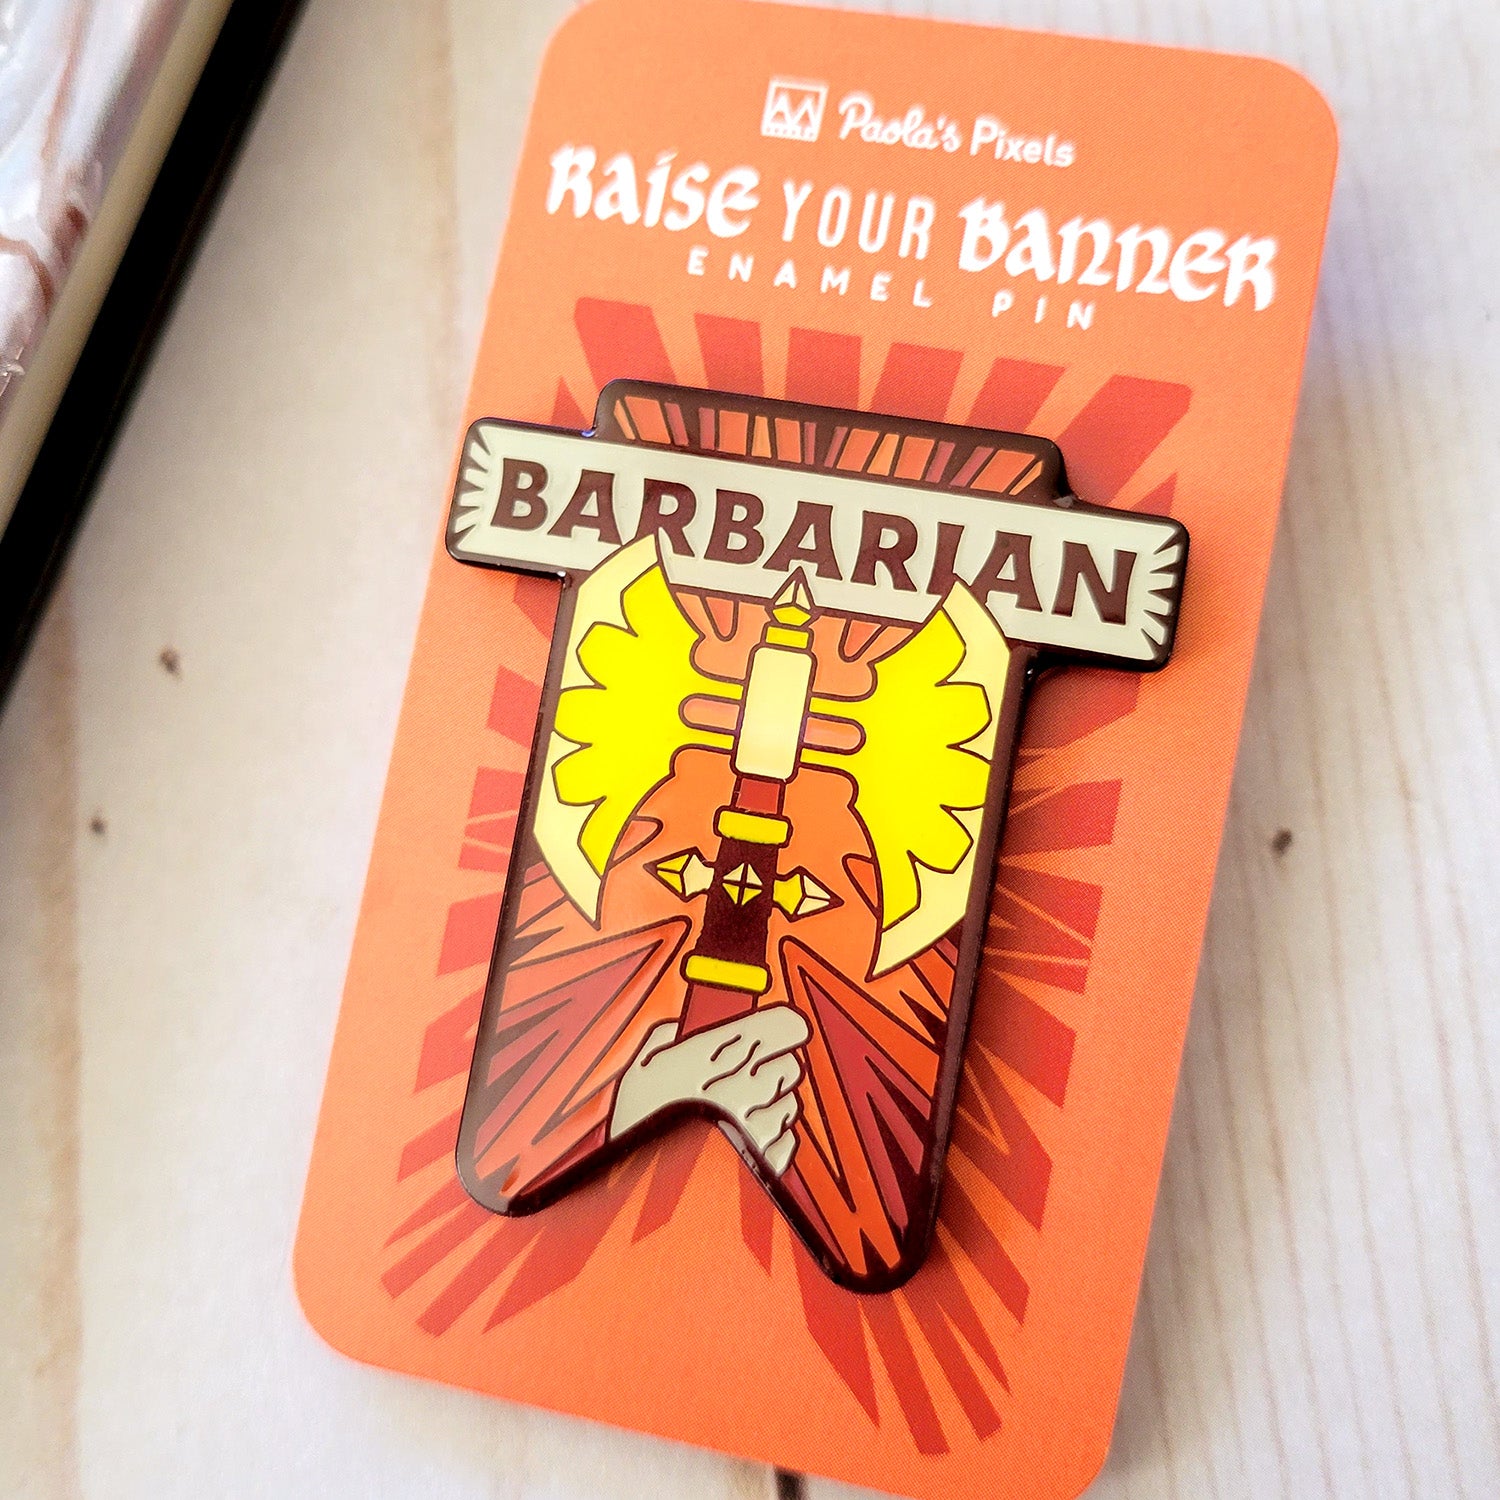 Paola's Pixels
RAISE YOUR BANNER
ENAMEL PIN
BARBARIAN